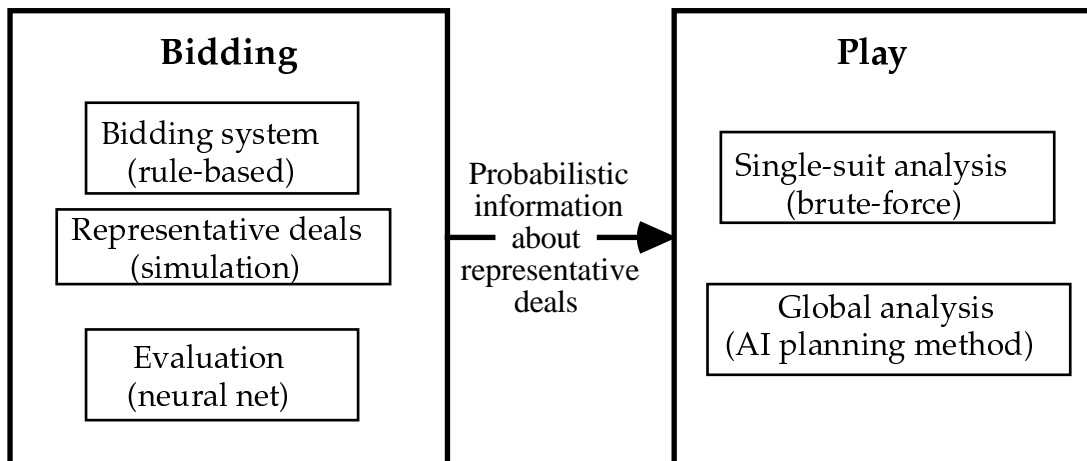 Bidding
Bidding system
(rule-based)
Representative deals
(simulation)
Evaluation
(neural net)
Probabilistic
information
about
representative
deals
Play
Single-suit analysis
(brute-force)
Global analysis
(AI planning method)